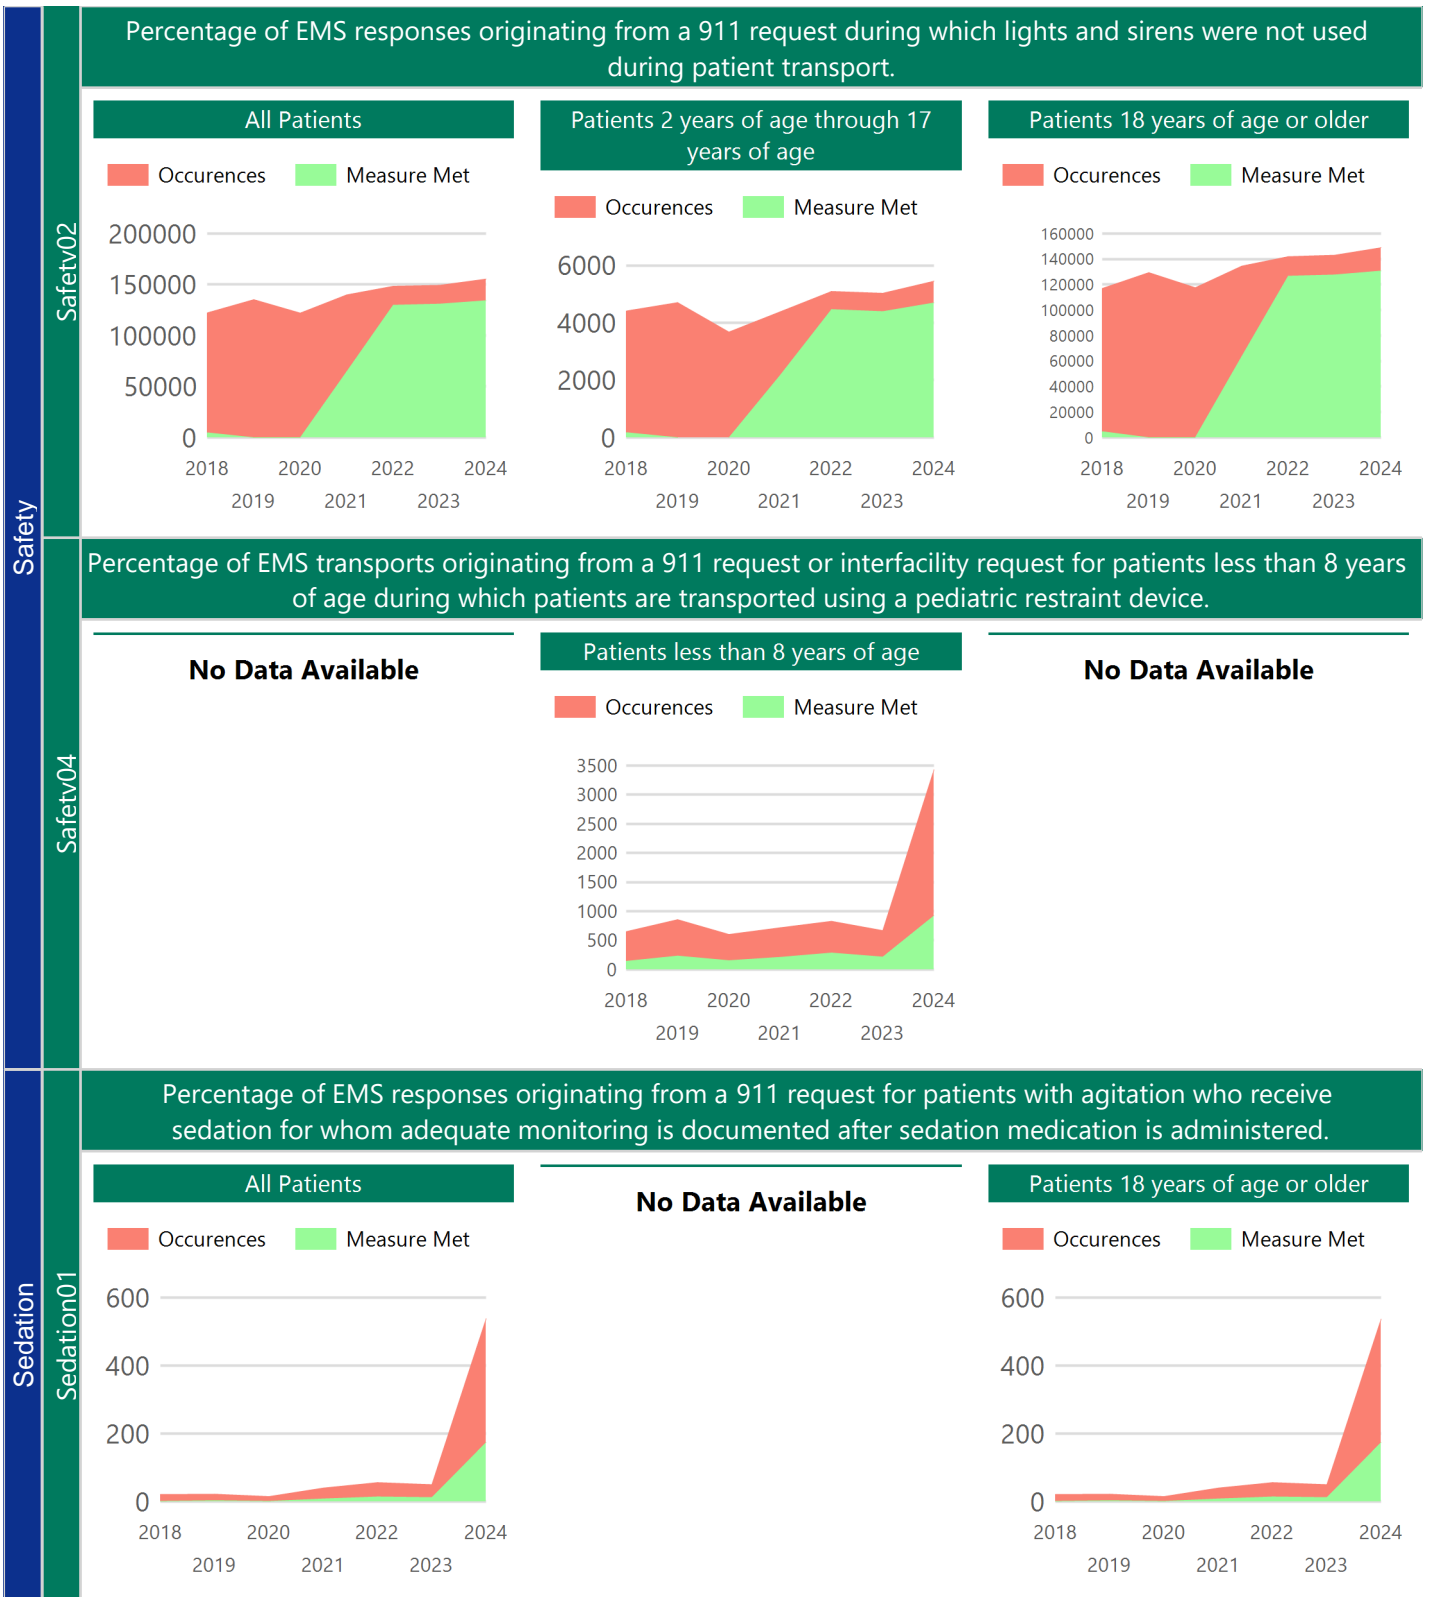 Safety
Safety02
Percentage of EMS responses originating from a 911 request during which lights and sirens were not used
during patient transport.
All Patients
Occurences
Measure Met
200000
150000
100000
50000
0
2018
2019
2020
2021
2022
2023
2024
Patients 2 years of age through 17
years of age
Occurences
Measure Met
6000
4000
2000
0
2018
2019
2020
2021
2022
2023
2024
Patients 18 years of age or older
Occurences
Measure Met
160000
140000
120000
100000
80000
60000
40000
20000
0
2018
2019
2020
2021
2022
2023
2024
Safety04
Percentage of EMS transports originating from a 911 request or interfacility request for patients less than 8 years
of age during which patients are transported using a pediatric restraint device.
No Data Available
Patients less than 8 years of age
Occurences
Measure Met
3500
3000
2500
2000
1500
1000
500
0
2018
2019
2020
2021
2022
2023
2024
No Data Available
Sedation
Sedation01
Percentage of EMS responses originating from a 911 request for patients with agitation who receive
sedation for whom adequate monitoring is documented after sedation medication is administered.
All Patients
Occurences
Measure Met
600
400
200
0
2018
2019
2020
2021
2022
2023
2024
No Data Available
Patients 18 years of age or older
Occurences
Measure Met
600
400
200
0
2018
2019
2020
2021
2022
2023
2024